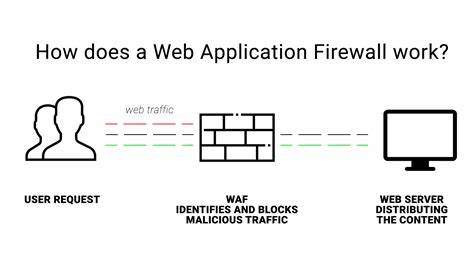 How does a Web Application Firewall work?
web traffic
USER REQUEST
WAF
IDENTIFIES AND BLOCKS
MALICIOUS TRAFFIC
WEB SERVER
DISTRIBUTING
THE CONTENT